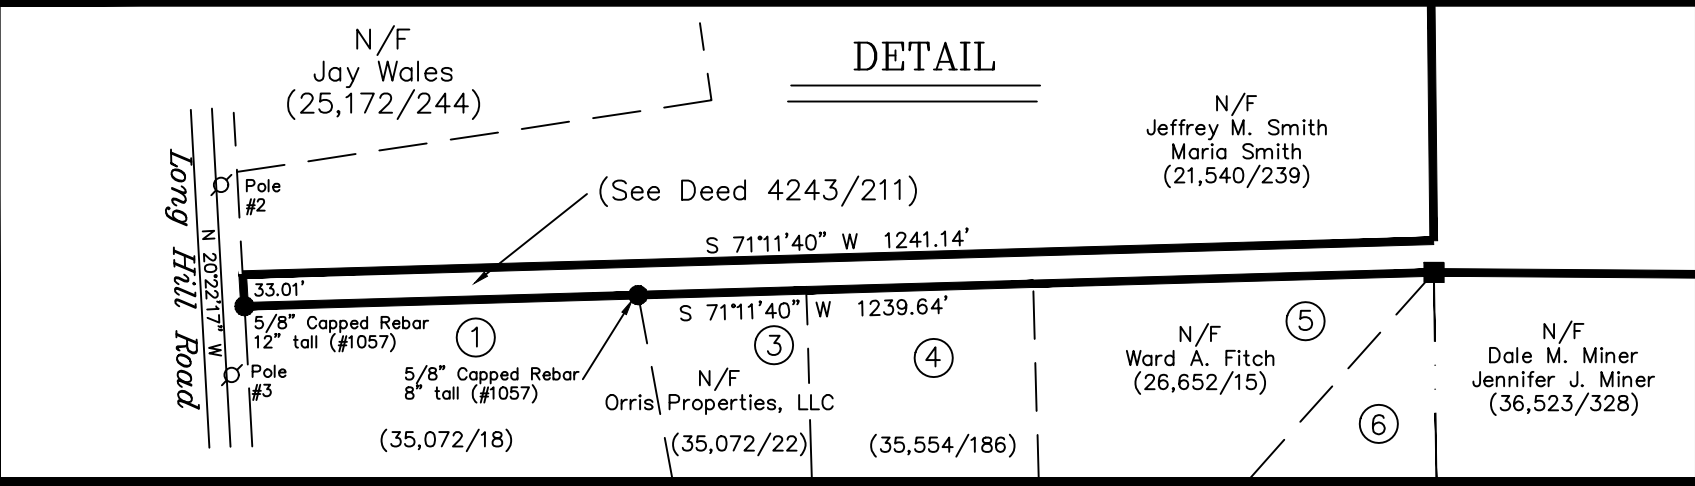 N/F
Jay Wales
(25,172/244)
DETAIL
N/F
Jeffrey M. Smith
Maria Smith
(21,540/239)
Long Hill Road
N 20°22'17" W
Pole
#2
(See Deed 4243/211)
S 71°11'40" W 1241.14'
33.01'
S 71°11'40" W 1239.64'
5/8" Capped Rebar
12" tall (#1057)
1
3
4
5
Pole
#3
5/8" Capped Rebar
8" tall (#1057)
N/F
Orris Properties, LLC
(35,072/18)
(35,072/22)
(35,554/186)
N/F
Ward A. Fitch
(26,652/15)
6
N/F
Dale M. Miner
Jennifer J. Miner
(36,523/328)